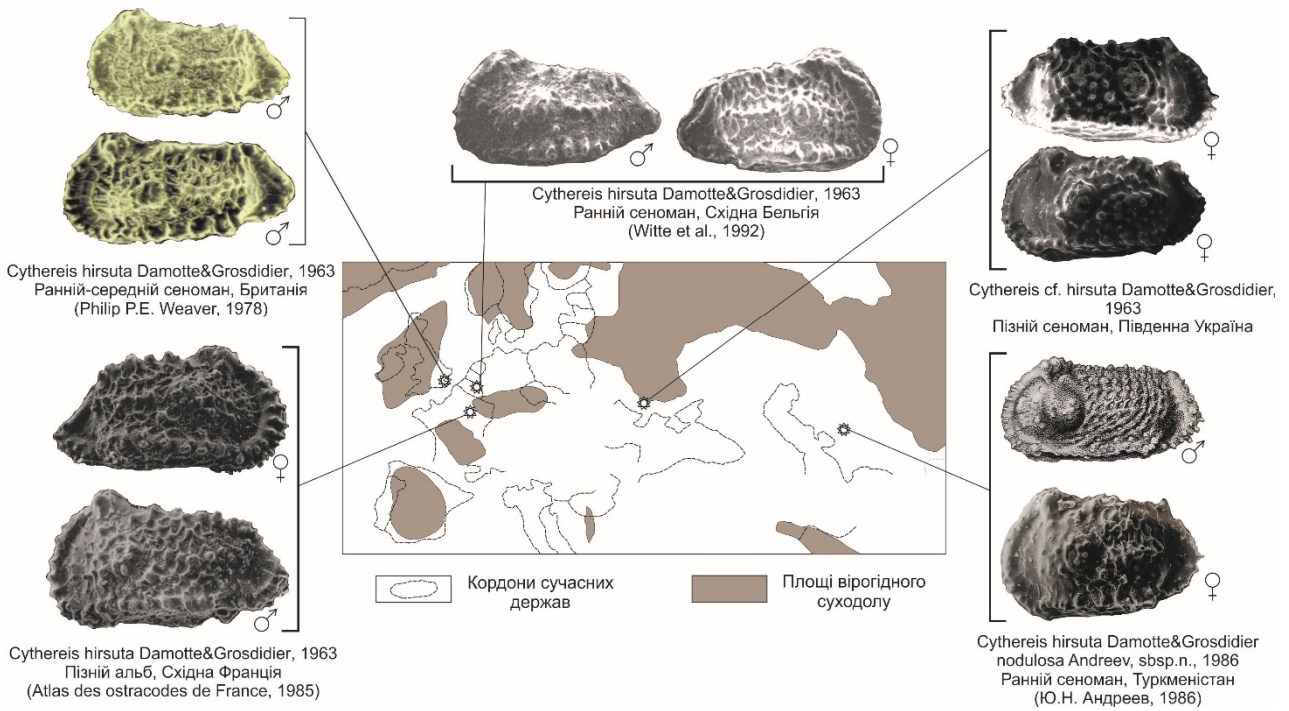 ♂
♂
Cythereis hirsuta Damotte&Grosdidier, 1963
Ранній-середній сеноман, Британія
(Philip P.E. Weaver, 1978)
♂
♀
Cythereis hirsuta Damotte&Grosdidier, 1963
Ранній сеноман, Східна Бельгія
(Witte et al., 1992)
♀
♀
Cythereis cf. hirsuta Damotte&Grosdidier,
1963
Пізній сеноман, Південна Україна
♀
♂
Cythereis hirsuta Damotte&Grosdidier, 1963
Пізній альб, Східна Франція
(Atlas des ostracodes de France, 1985)
Кордони сучасних
держав
Площі вірогідного
суходолу
♂
♀
Cythereis hirsuta Damotte&Grosdidier
nodulosa Andreev, sbsp.n., 1986
Ранній сеноман, Туркменістан
(Ю.Н. Андреев, 1986)